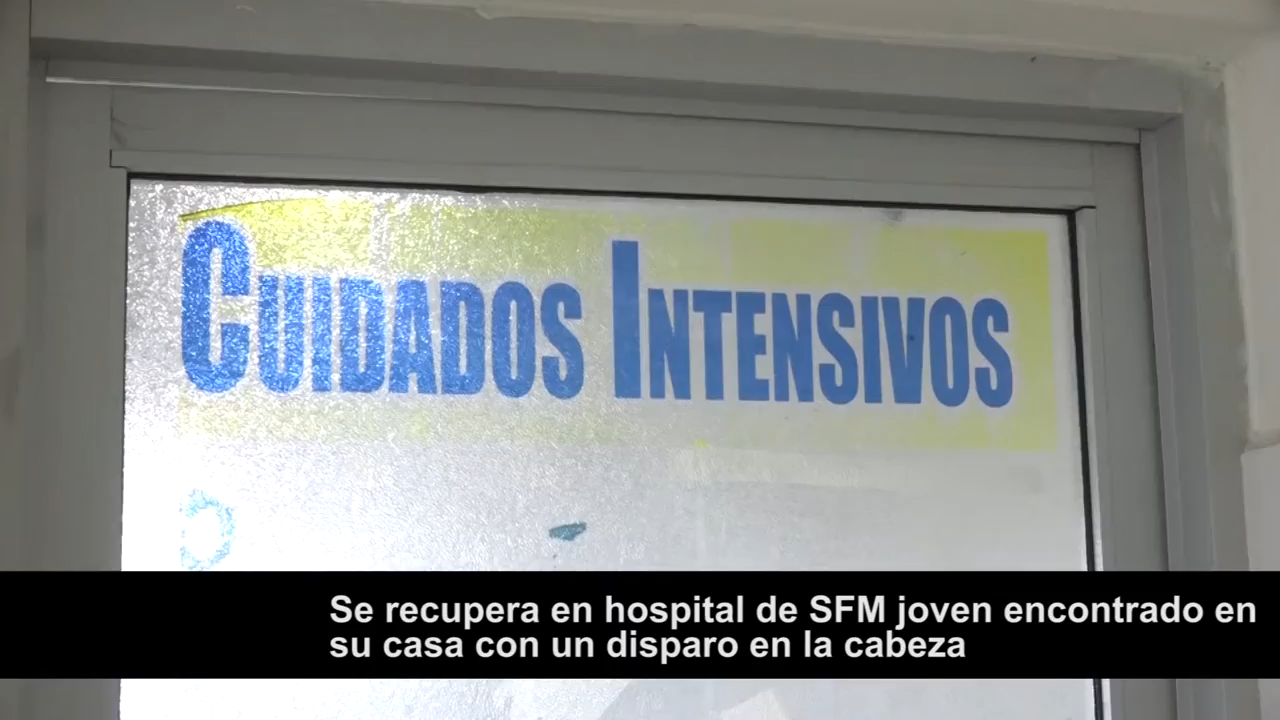 CUIDADOS INTENSIVOS
Se recupera en hospital de SFM joven encontrado en
su casa con un disparo en la cabeza